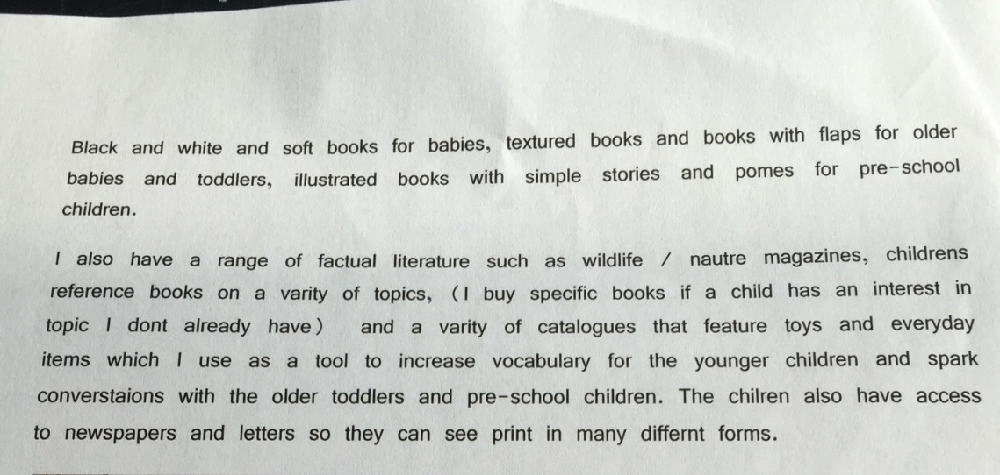 Black and white and soft books for babies, textured books and books with flaps for older
babies and toddlers, illustrated books with simple stories and pomes for pre-school
children.
I also have a range of factual literature such as wildlife / nautre magazines, childrens
reference books on a varity of topics, (I buy specific books if a child has an interest in
topic I dont already have) and a varity of catalogues that feature toys and everyday
items which I use as a tool to increase vocabulary for the younger children and spark
converstaions with the older toddlers and pre-school children. The chilren also have access
to newspapers and letters so they can see print in many differnt forms.